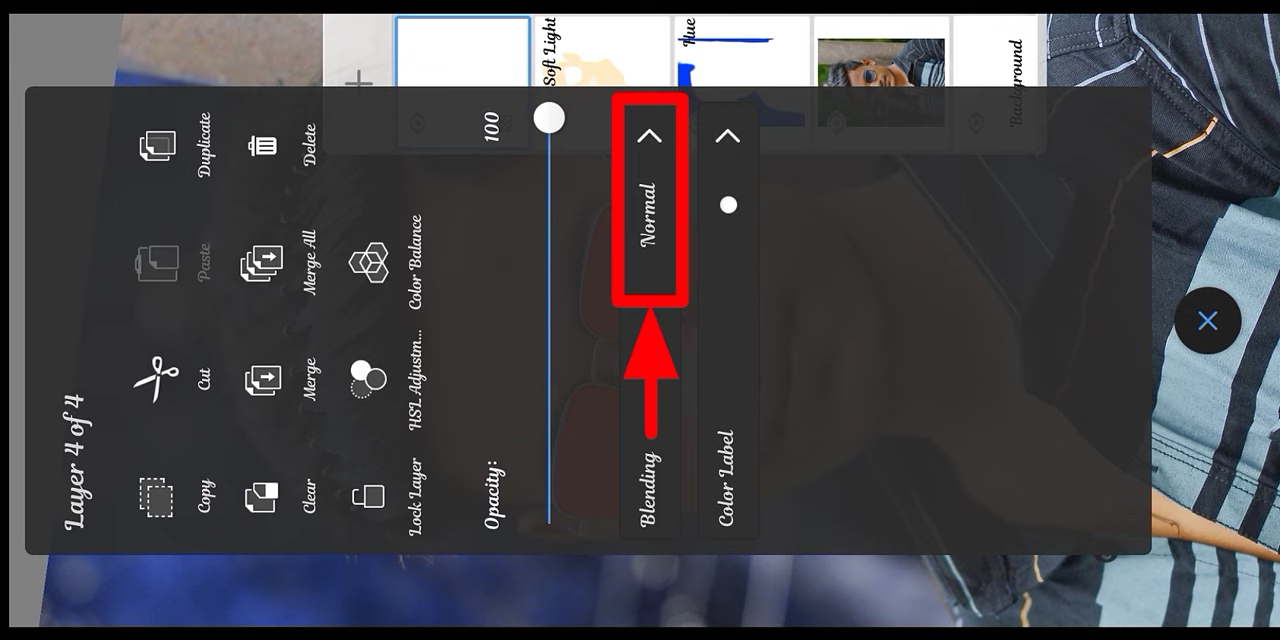 Layer 4 of 4
Copy
Cut
Paste
Duplicate
Clear
Merge
Merge All
Delete
Lock Layer
HSL Adjustm...
Color Balance
Opacity:
100
Blending
Normal
Color Label
Soft Light
Hue
Background